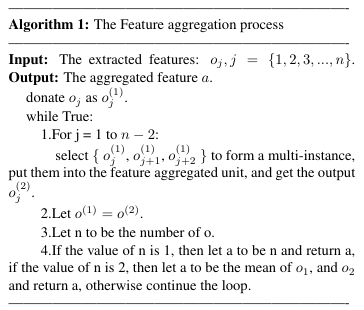 Algorithm 1: The Feature aggregation process
Input: The extracted features: o_j, j = {1, 2, 3, ..., n}.
Output: The aggregated feature a.
donate o_j as o_j^(1).
while True:
1.For j = 1 to n − 2:
select { o_j^(1), o_{j+1}^(1), o_{j+2}^(1) } to form a multi-instance,
put them into the feature aggregated unit, and get the output
o_j^(2).
2.Let o^(1) = o^(2).
3.Let n to be the number of o.
4.If the value of n is 1, then let a to be n and return a,
if the value of n is 2, then let a to be the mean of o_1, and o_2
and return a, otherwise continue the loop.